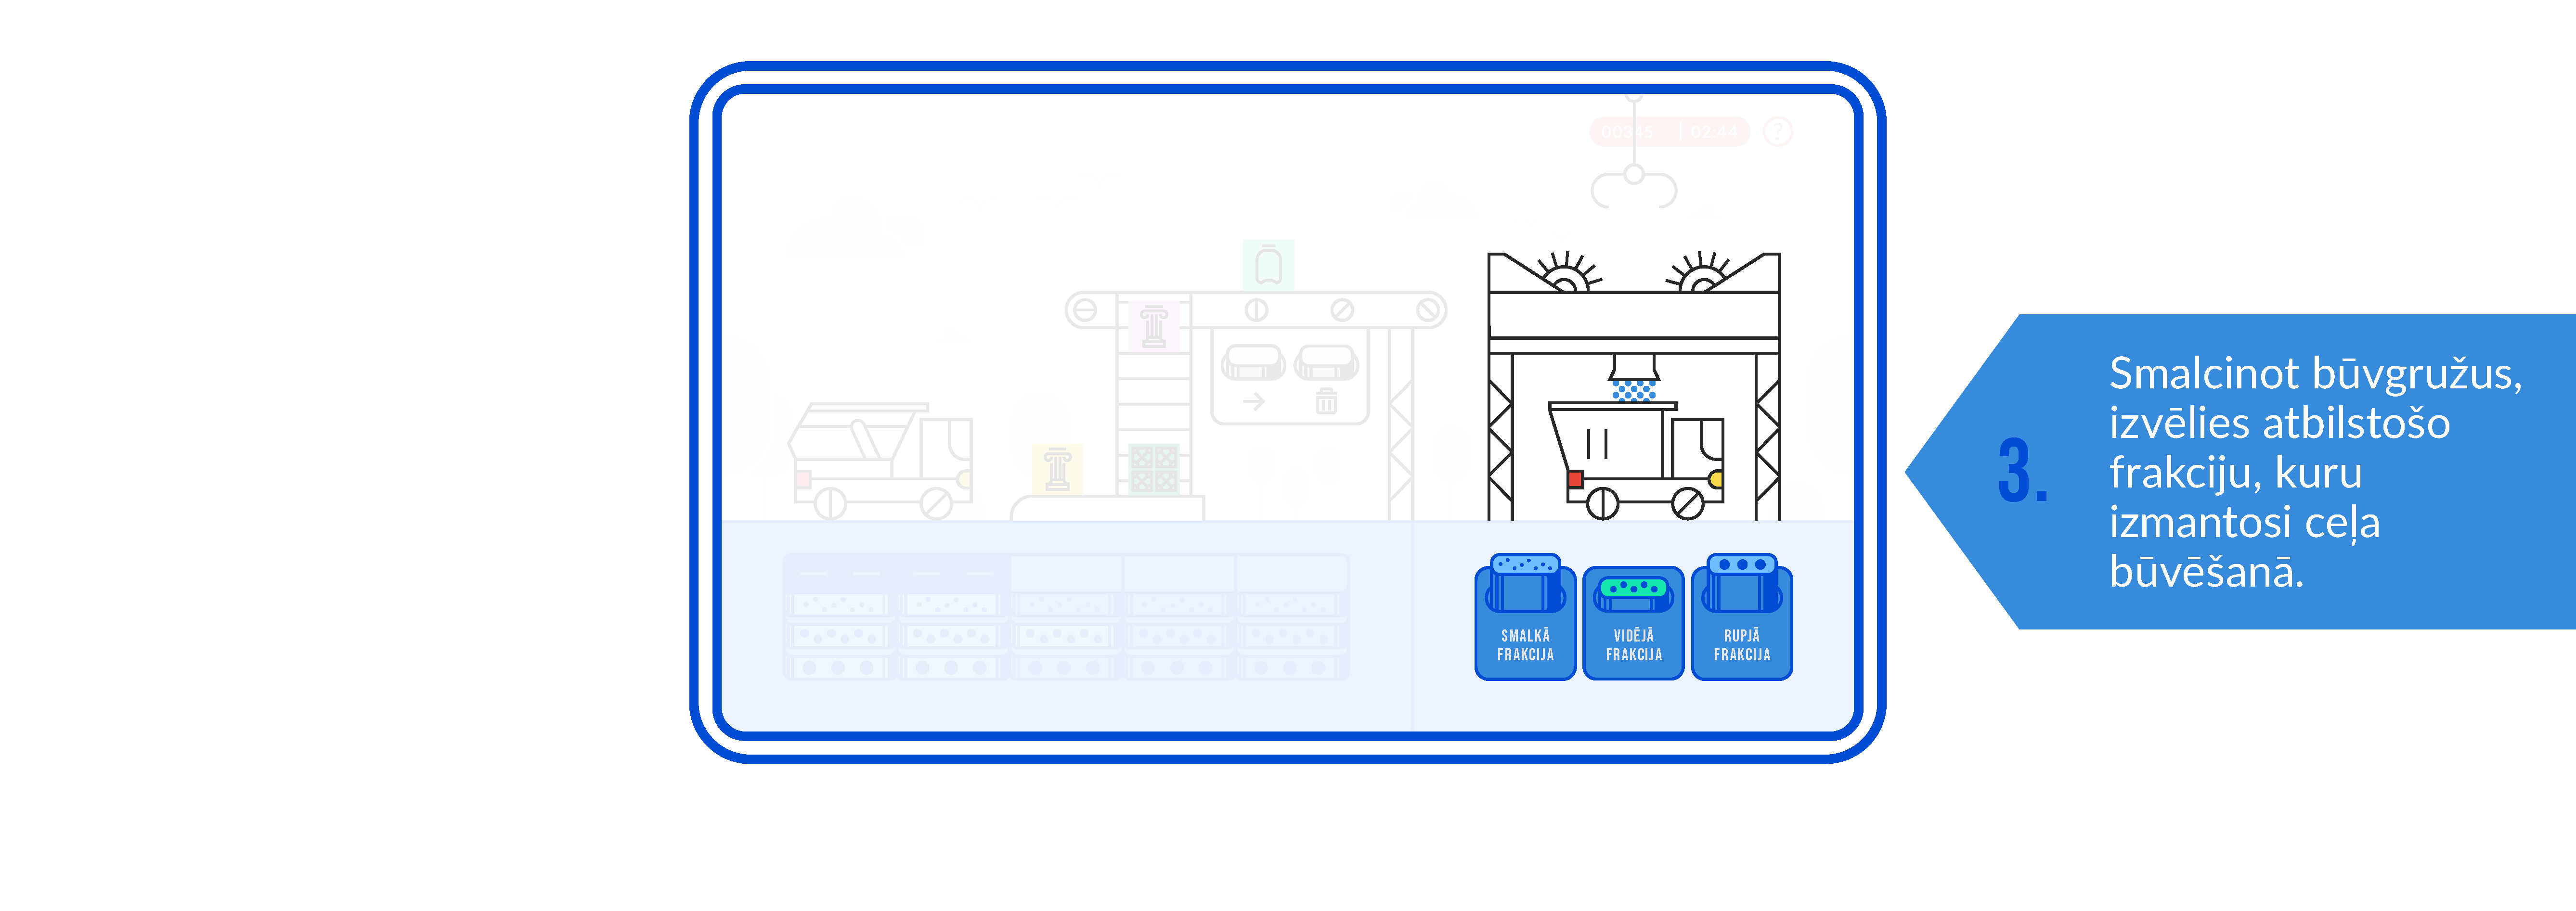 00345 | 02:44 ?
SMALKĀ
FRAKCIJA
VIDĒJĀ
FRAKCIJA
RUPJĀ
FRAKCIJA
3.
Smalcinot būvgružus,
izvēlies atbilstošo
frakciju, kuru
izmantosi ceļa
būvēšanā.